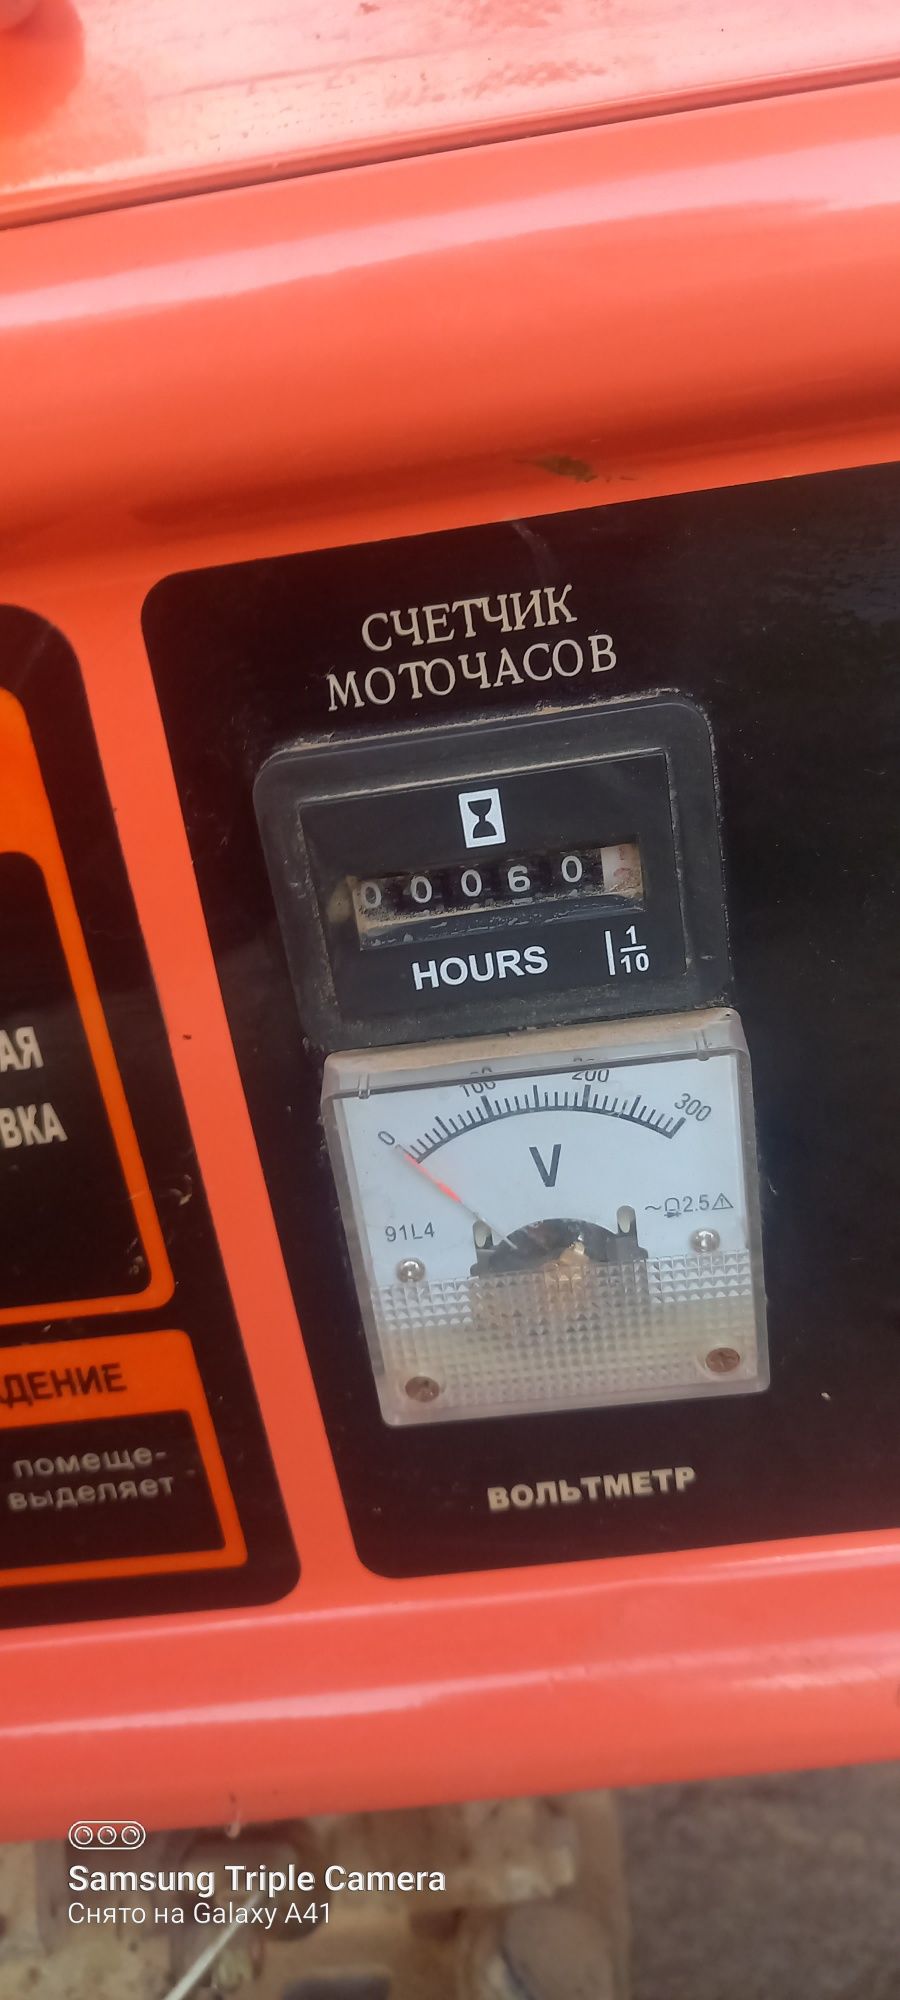 СЧЕТЧИК
МОТОЧАСОВ
0 0 0 6 0
HOURS
1/10
0 100 200 300
V
91L4
~ 2.5
ВОЛЬТМЕТР
АЯ
ВКА
ДЕНИЕ
помеще-
выделяет
Samsung Triple Camera
Снято на Galaxy A41